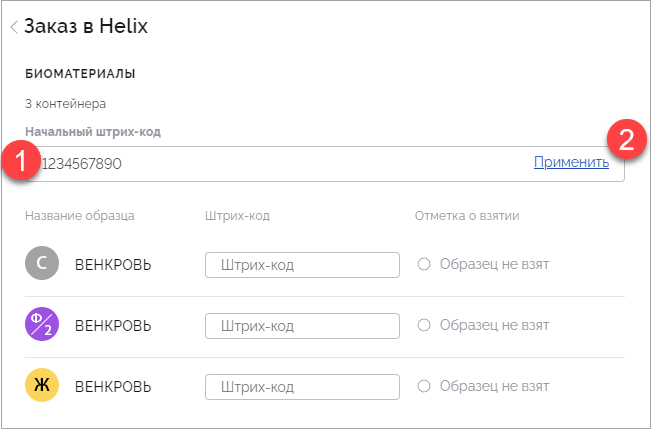 Заказ в Helix
БИОМАТЕРИАЛЫ
3 контейнера
Начальный штрих-код
1 1234567890 Применить 2
Название образца Штрих-код Отметка о взятии
С ВЕНКРОВЬ Штрих-код Образец не взят
Ф/2 ВЕНКРОВЬ Штрих-код Образец не взят
Ж ВЕНКРОВЬ Штрих-код Образец не взят